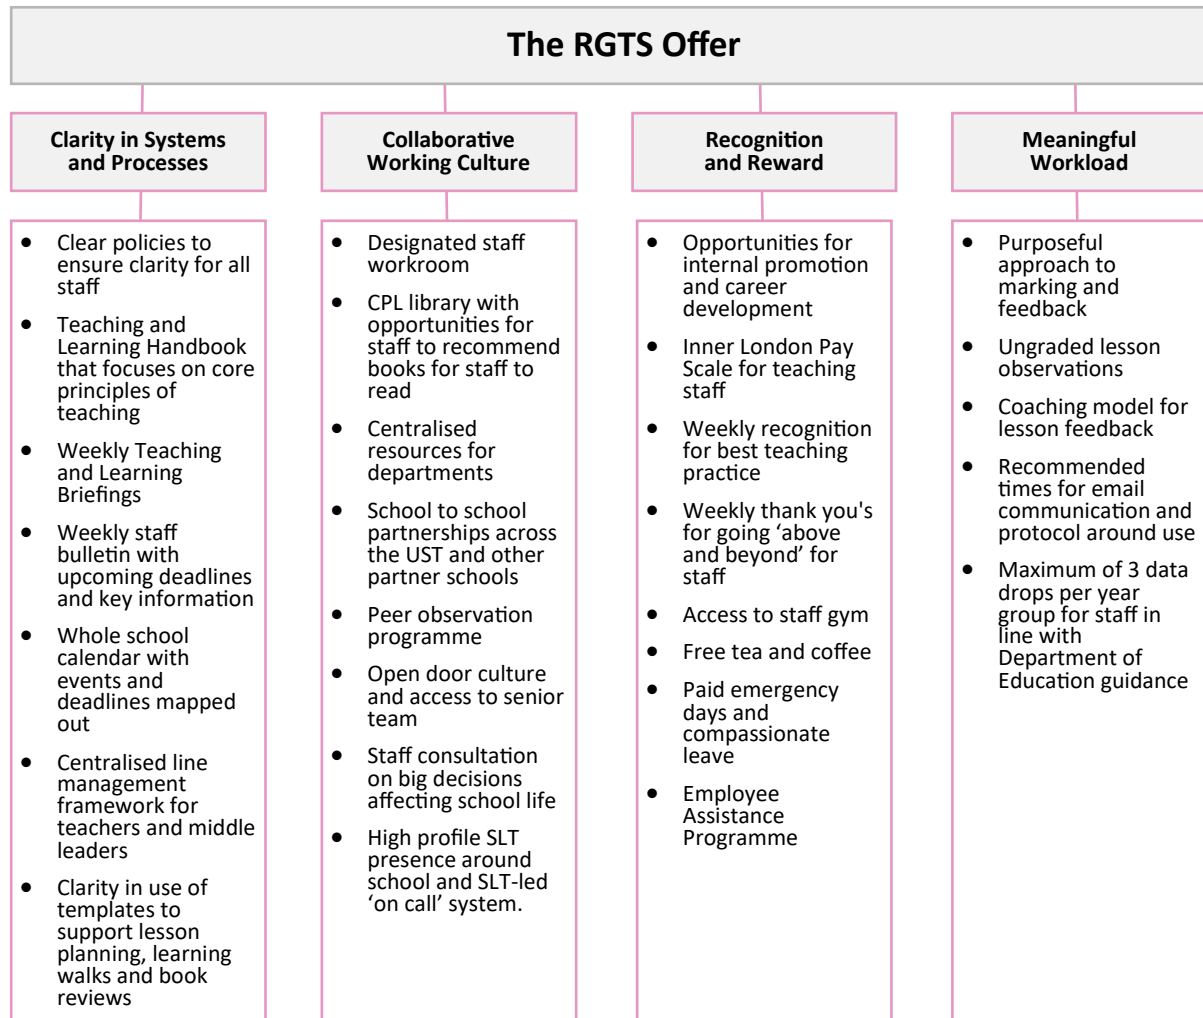 The RGTS Offer
Clarity in Systems
and Processes
• Clear policies to
ensure clarity for all
staff
• Teaching and
Learning Handbook
that focuses on core
principles of
teaching
• Weekly Teaching
and Learning
Briefings
• Weekly staff
bulletin with
upcoming deadlines
and key information
• Whole school
calendar with
events and
deadlines mapped
out
• Centralised line
management
framework for
teachers and middle
leaders
• Clarity in use of
templates to
support lesson
planning, learning
walks and book
reviews
Collaborative
Working Culture
• Designated staff
workroom
• CPL library with
opportunities for
staff to recommend
books for staff to
read
• Centralised
resources for
departments
• School to school
partnerships across
the UST and other
partner schools
• Peer observation
programme
• Open door culture
and access to senior
team
• Staff consultation
on big decisions
affecting school life
• High profile SLT
presence around
school and SLT-led
‘on call’ system.
Recognition
and Reward
• Opportunities for
internal promotion
and career
development
• Inner London Pay
Scale for teaching
staff
• Weekly recognition
for best teaching
practice
• Weekly thank you's
for going ‘above
and beyond’ for
staff
• Access to staff gym
• Free tea and coffee
• Paid emergency
days and
compassionate
leave
• Employee
Assistance
Programme
Meaningful
Workload
• Purposeful
approach to
marking and
feedback
• Ungraded lesson
observations
• Coaching model for
lesson feedback
• Recommended
times for email
communication and
protocol around use
• Maximum of 3 data
drops per year
group for staff in
line with
Department of
Education guidance